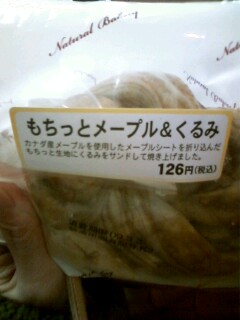 Natural Bakery
もちっとメープル&くるみ
カナダ産メープルを使用したメープルシートを折り込んだ
もちっと生地にくるみをサンドして焼き上げました。
126円(税込)